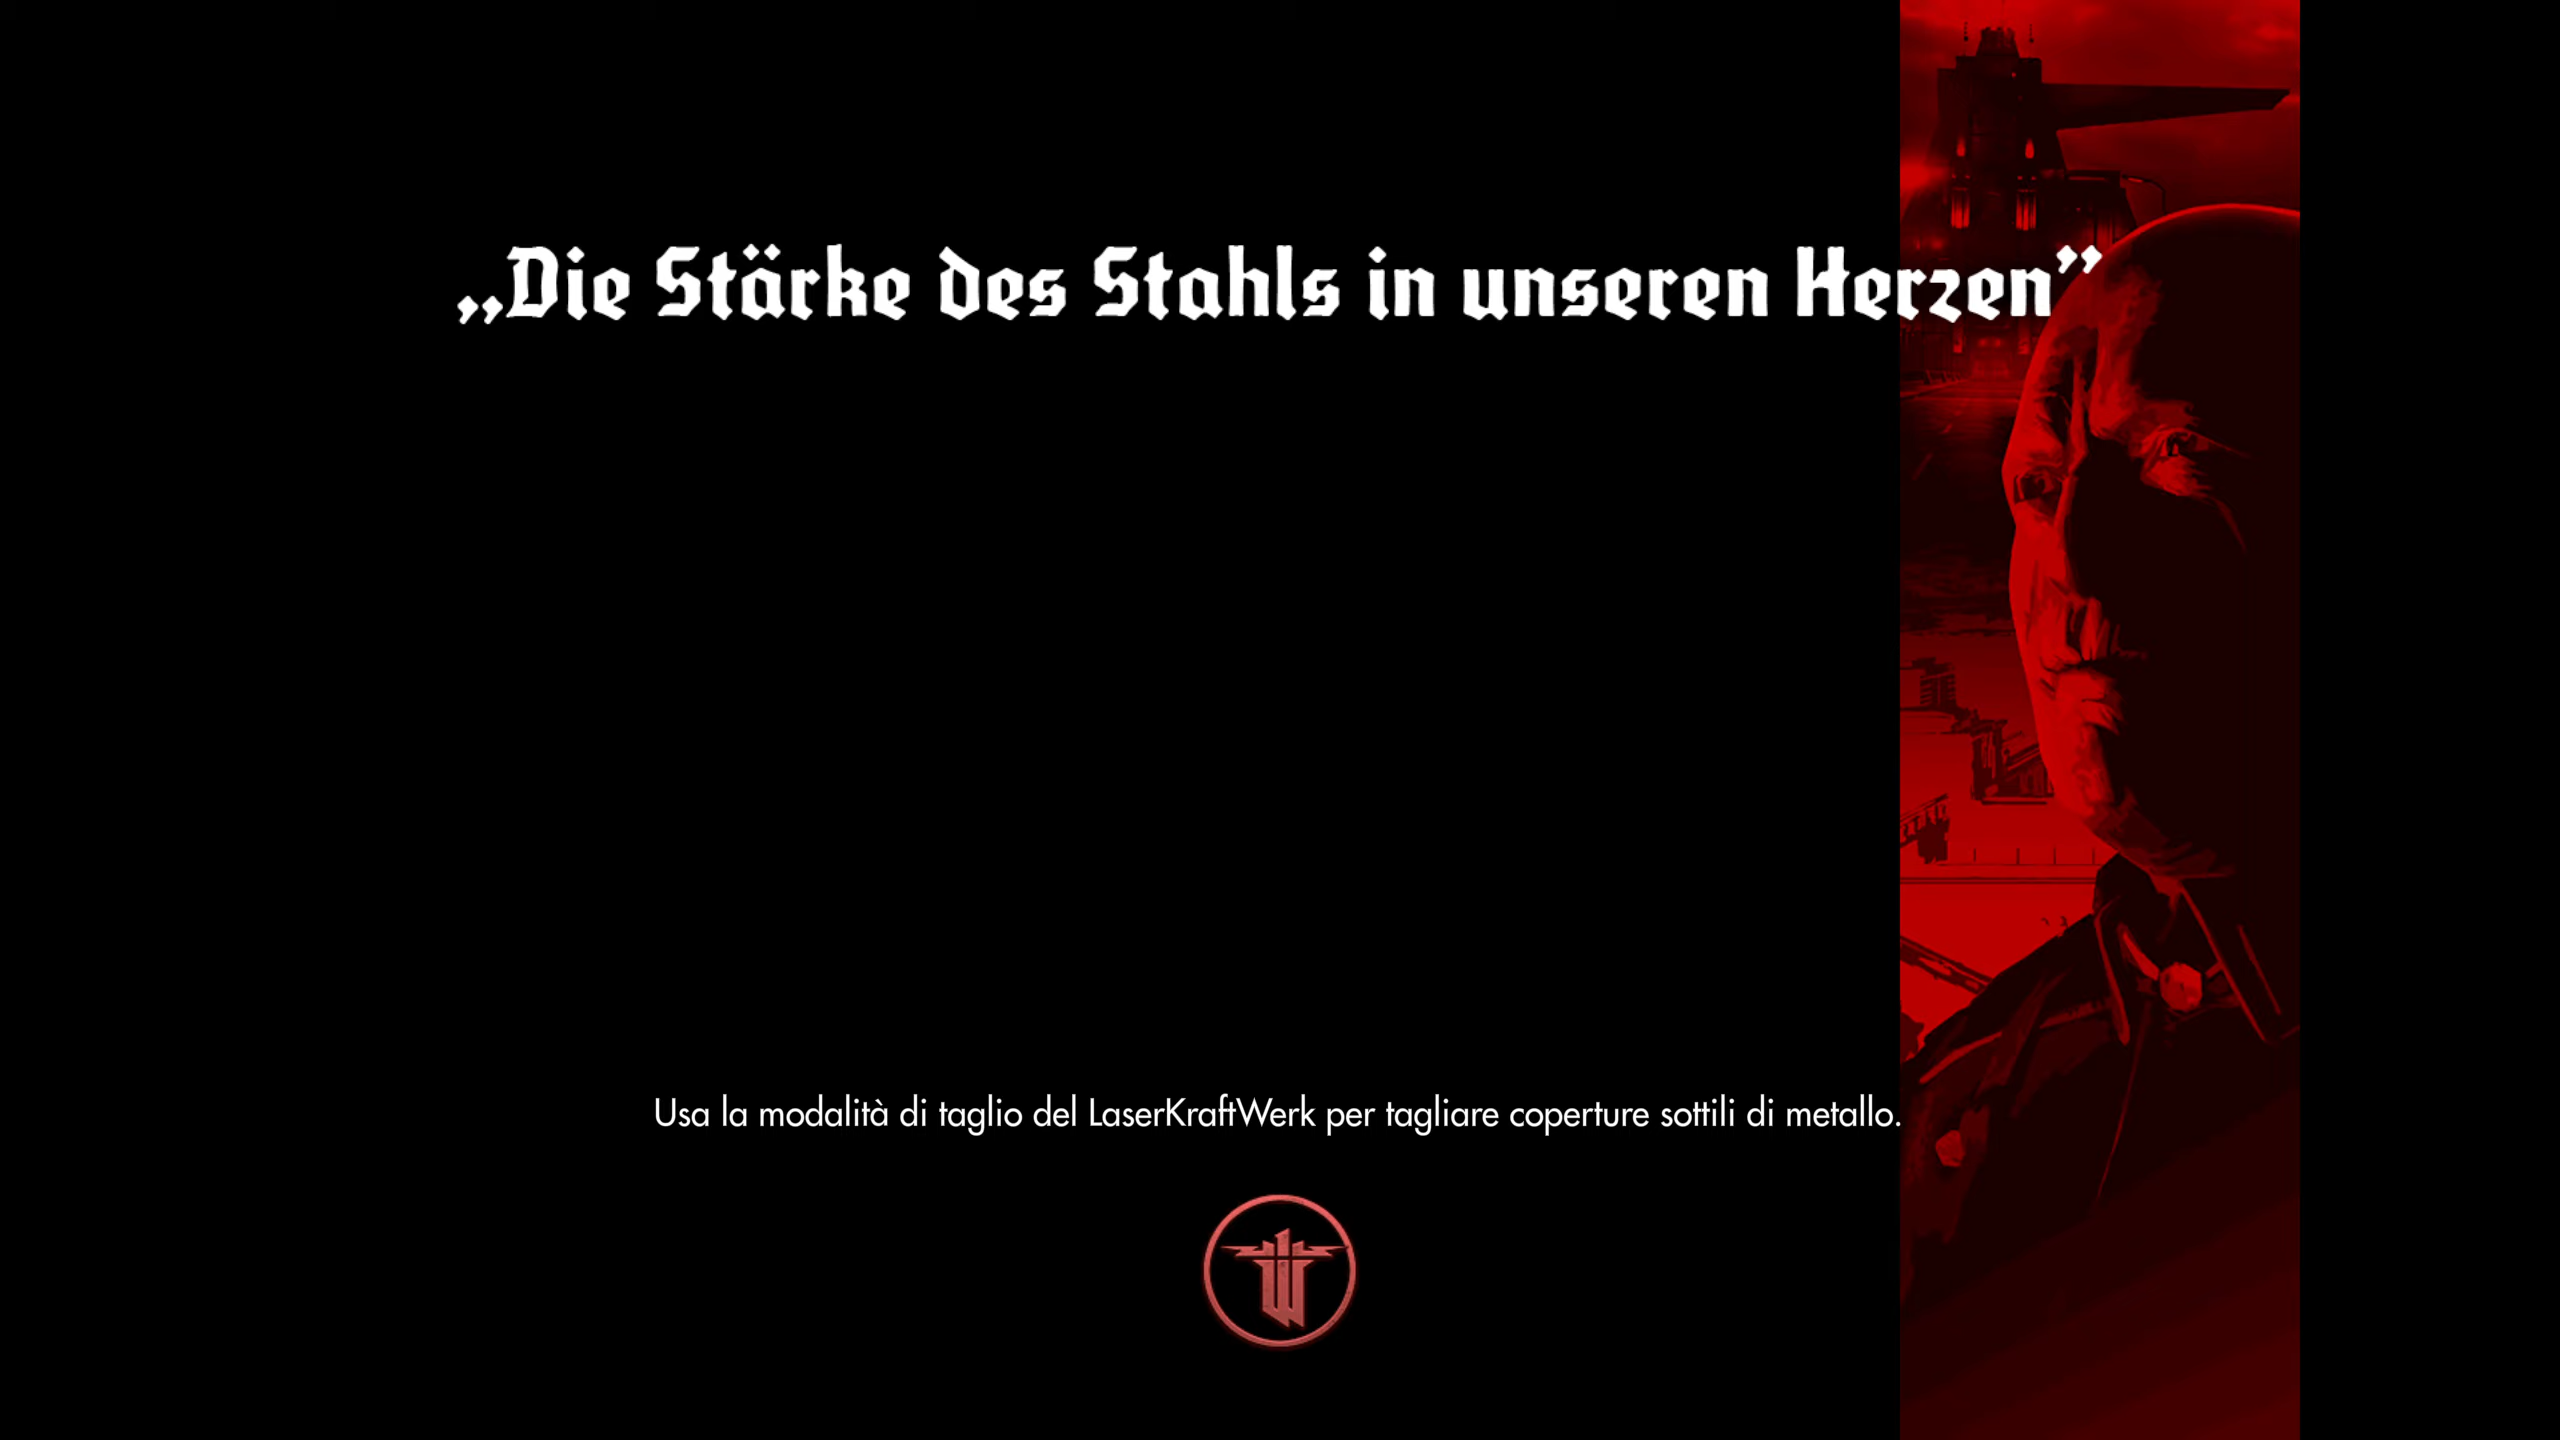 „Die Stärke des Stahls in unseren Herzen”
Usa la modalità di taglio del LaserKraftWerk per tagliare coperture sottili di metallo.